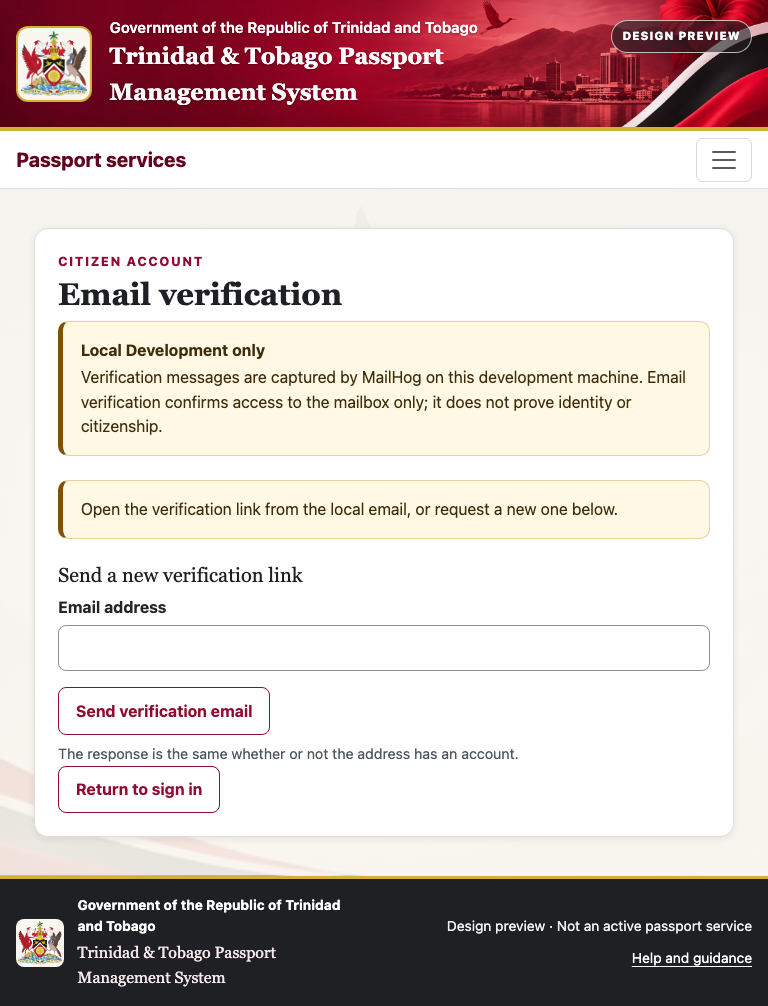 Government of the Republic of Trinidad and Tobago
Trinidad & Tobago Passport
Management System
DESIGN PREVIEW
Passport services
CITIZEN ACCOUNT
Email verification
Local Development only
Verification messages are captured by MailHog on this development machine. Email
verification confirms access to the mailbox only; it does not prove identity or
citizenship.
Open the verification link from the local email, or request a new one below.
Send a new verification link
Email address
Send verification email
The response is the same whether or not the address has an account.
Return to sign in
Government of the Republic of Trinidad
and Tobago
Trinidad & Tobago Passport
Management System
Design preview · Not an active passport service
Help and guidance